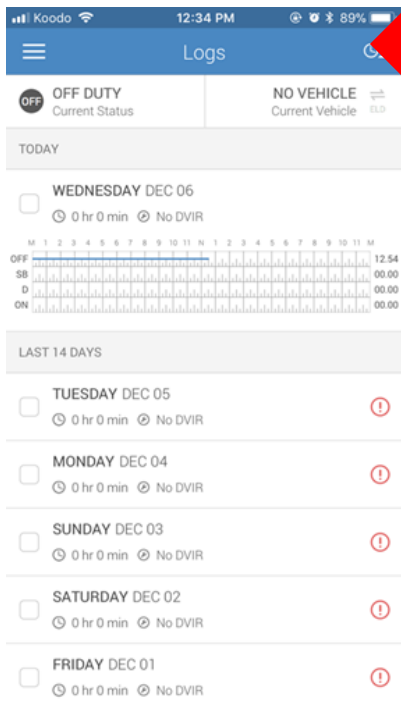 Koodo 12:34 PM 89%
Logs
OFF OFF DUTY NO VEHICLE
Current Status Current Vehicle ELD
TODAY
WEDNESDAY DEC 06
0 hr 0 min No DVIR
M 1 2 3 4 5 6 7 8 9 10 11 N 1 2 3 4 5 6 7 8 9 10 11 M
OFF 12.54
SB 00.00
D 00.00
ON 00.00
LAST 14 DAYS
TUESDAY DEC 05
0 hr 0 min No DVIR
MONDAY DEC 04
0 hr 0 min No DVIR
SUNDAY DEC 03
0 hr 0 min No DVIR
SATURDAY DEC 02
0 hr 0 min No DVIR
FRIDAY DEC 01
0 hr 0 min No DVIR